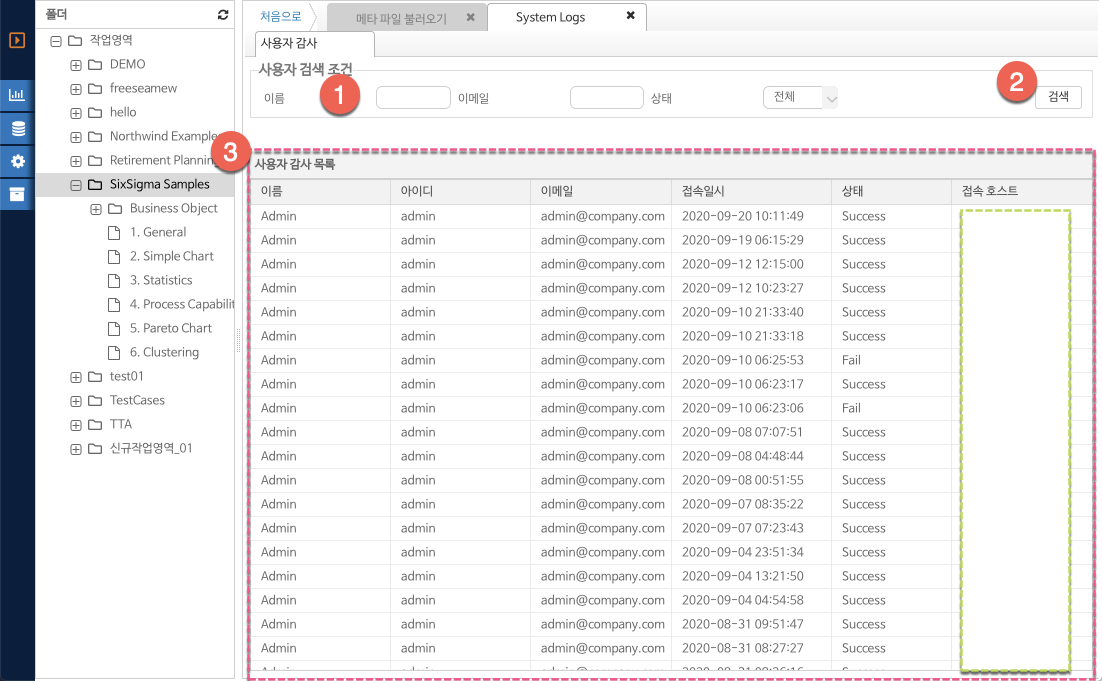 폴더
작업영역
DEMO
freeseamew
hello
Northwind Examples
Retirement Planning
SixSigma Samples
Business Object
1. General
2. Simple Chart
3. Statistics
4. Process Capabilit
5. Pareto Chart
6. Clustering
test01
TestCases
TTA
신규작업영역_01
처음으로 메타 파일 불러오기 System Logs
사용자 감사
사용자 검색 조건
이름 1 이메일 상태 전체 2 검색
3
사용자 감사 목록
이름 아이디 이메일 접속일시 상태 접속 호스트
Admin admin admin@company.com 2020-09-20 10:11:49 Success
Admin admin admin@company.com 2020-09-19 06:15:29 Success
Admin admin admin@company.com 2020-09-12 12:15:00 Success
Admin admin admin@company.com 2020-09-12 10:23:27 Success
Admin admin admin@company.com 2020-09-10 21:33:40 Success
Admin admin admin@company.com 2020-09-10 21:33:18 Success
Admin admin admin@company.com 2020-09-10 06:25:53 Fail
Admin admin admin@company.com 2020-09-10 06:23:17 Success
Admin admin admin@company.com 2020-09-10 06:23:06 Fail
Admin admin admin@company.com 2020-09-08 07:07:51 Success
Admin admin admin@company.com 2020-09-08 04:48:44 Success
Admin admin admin@company.com 2020-09-08 00:51:55 Success
Admin admin admin@company.com 2020-09-07 08:35:22 Success
Admin admin admin@company.com 2020-09-07 07:23:43 Success
Admin admin admin@company.com 2020-09-04 23:51:34 Success
Admin admin admin@company.com 2020-09-04 13:21:50 Success
Admin admin admin@company.com 2020-09-04 04:54:58 Success
Admin admin admin@company.com 2020-08-31 09:51:47 Success
Admin admin admin@company.com 2020-08-31 08:27:27 Success